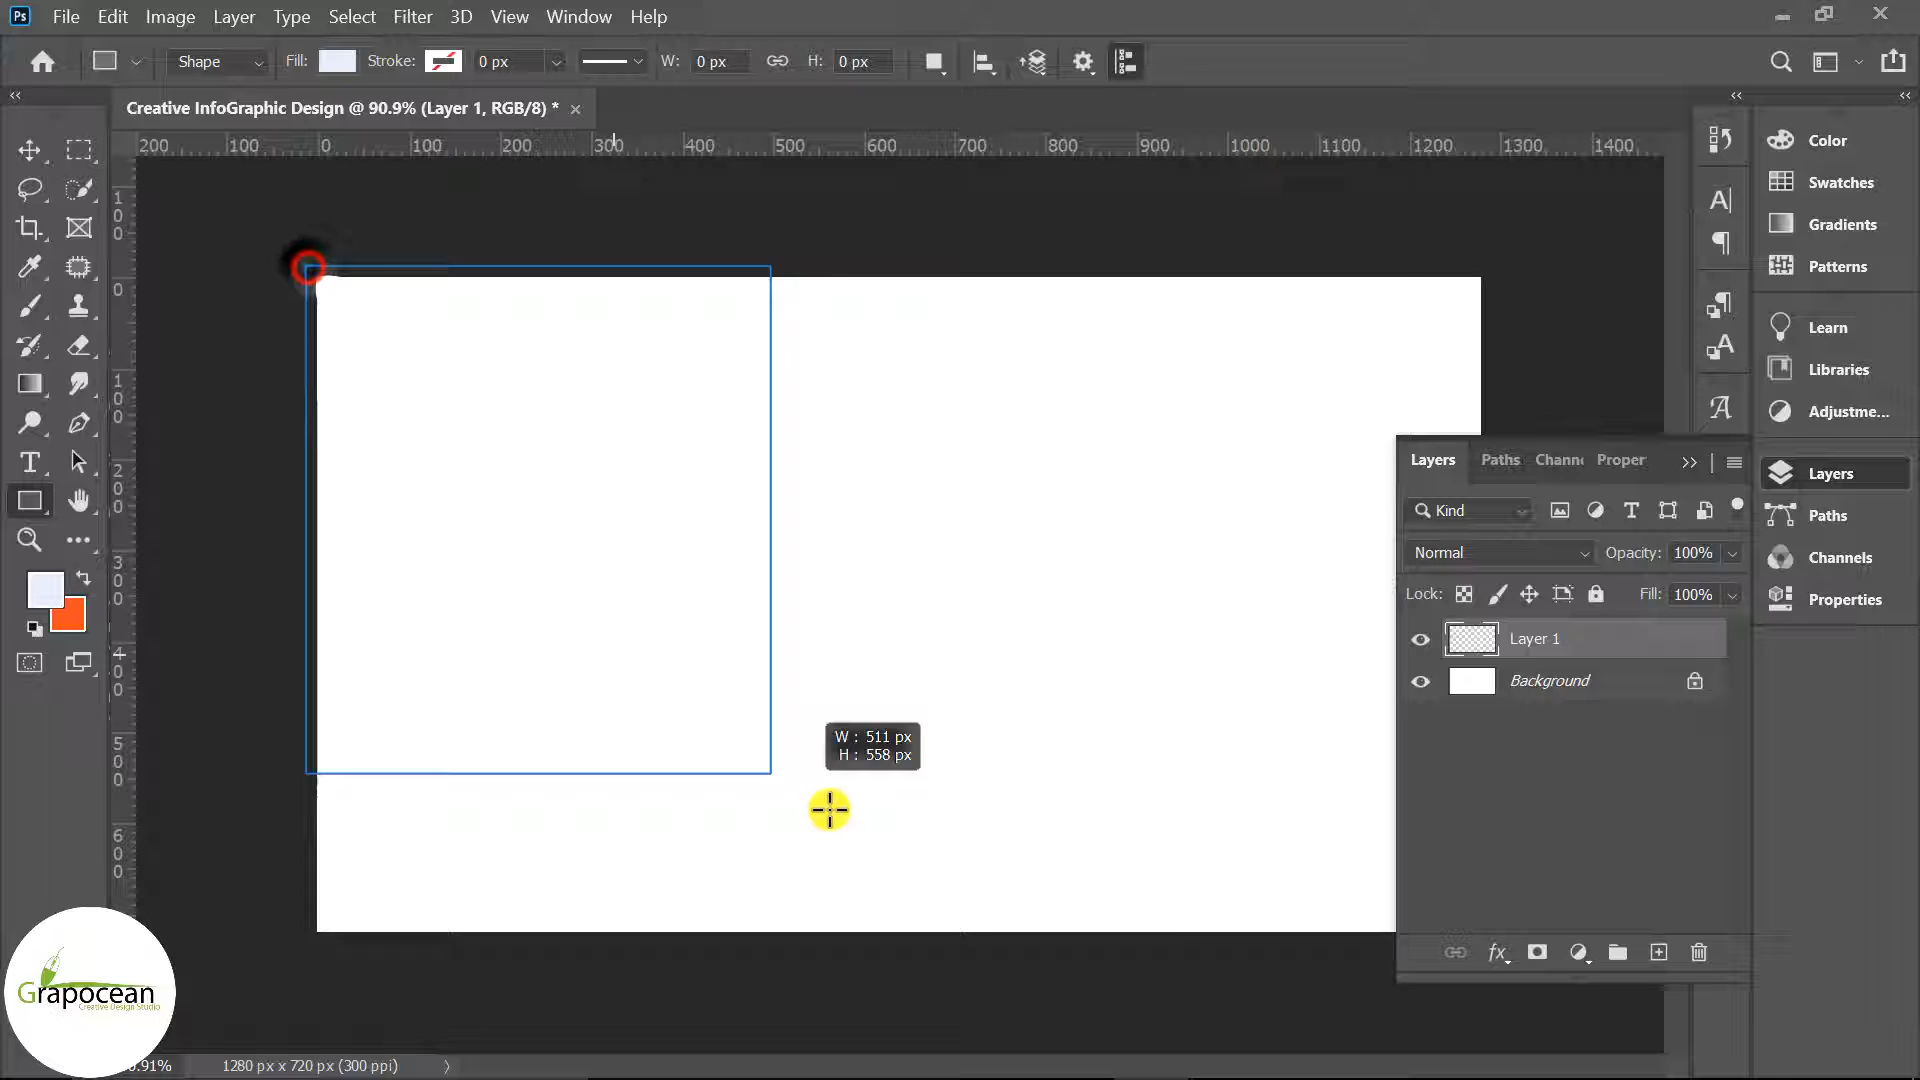 Ps File Edit Image Layer Type Select Filter 3D View Window Help
Shape Fill: Stroke: 0 px W: 0 px H: 0 px
Creative InfoGraphic Design @ 90.9% (Layer 1, RGB/8) *
200 100 0 100 200 300 400 500 600 700 800 900 1000 1100 1200 1300 1400
100
0
100
200
300
400
500
600
Color
Swatches
Gradients
Patterns
Learn
Libraries
Adjustme...
Layers
Paths
Channels
Properties
Layers Paths Channe Proper
Kind
Normal Opacity: 100%
Lock: Fill: 100%
Layer 1
Background
fx
W : 511 px
H : 558 px
Grapocean
Creative Design Studio
0.91% 1280 px x 720 px (300 ppi)